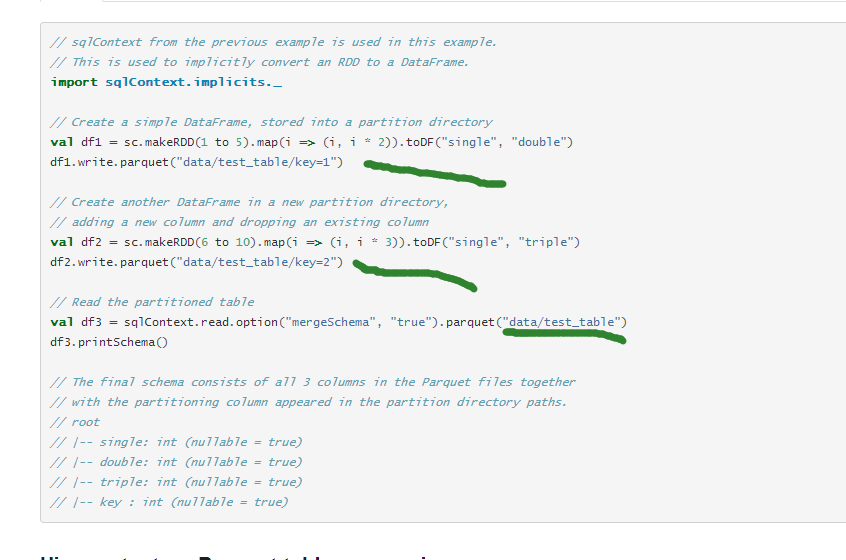 // sqlContext from the previous example is used in this example.
// This is used to implicitly convert an RDD to a DataFrame.
import sqlContext.implicits._
// Create a simple DataFrame, stored into a partition directory
val df1 = sc.makeRDD(1 to 5).map(i => (i, i * 2)).toDF("single", "double")
df1.write.parquet("data/test_table/key=1")
// Create another DataFrame in a new partition directory,
// adding a new column and dropping an existing column
val df2 = sc.makeRDD(6 to 10).map(i => (i, i * 3)).toDF("single", "triple")
df2.write.parquet("data/test_table/key=2")
// Read the partitioned table
val df3 = sqlContext.read.option("mergeSchema", "true").parquet("data/test_table")
df3.printSchema()
// The final schema consists of all 3 columns in the Parquet files together
// with the partitioning column appeared in the partition directory paths.
// root
// |-- single: int (nullable = true)
// |-- double: int (nullable = true)
// |-- triple: int (nullable = true)
// |-- key : int (nullable = true)